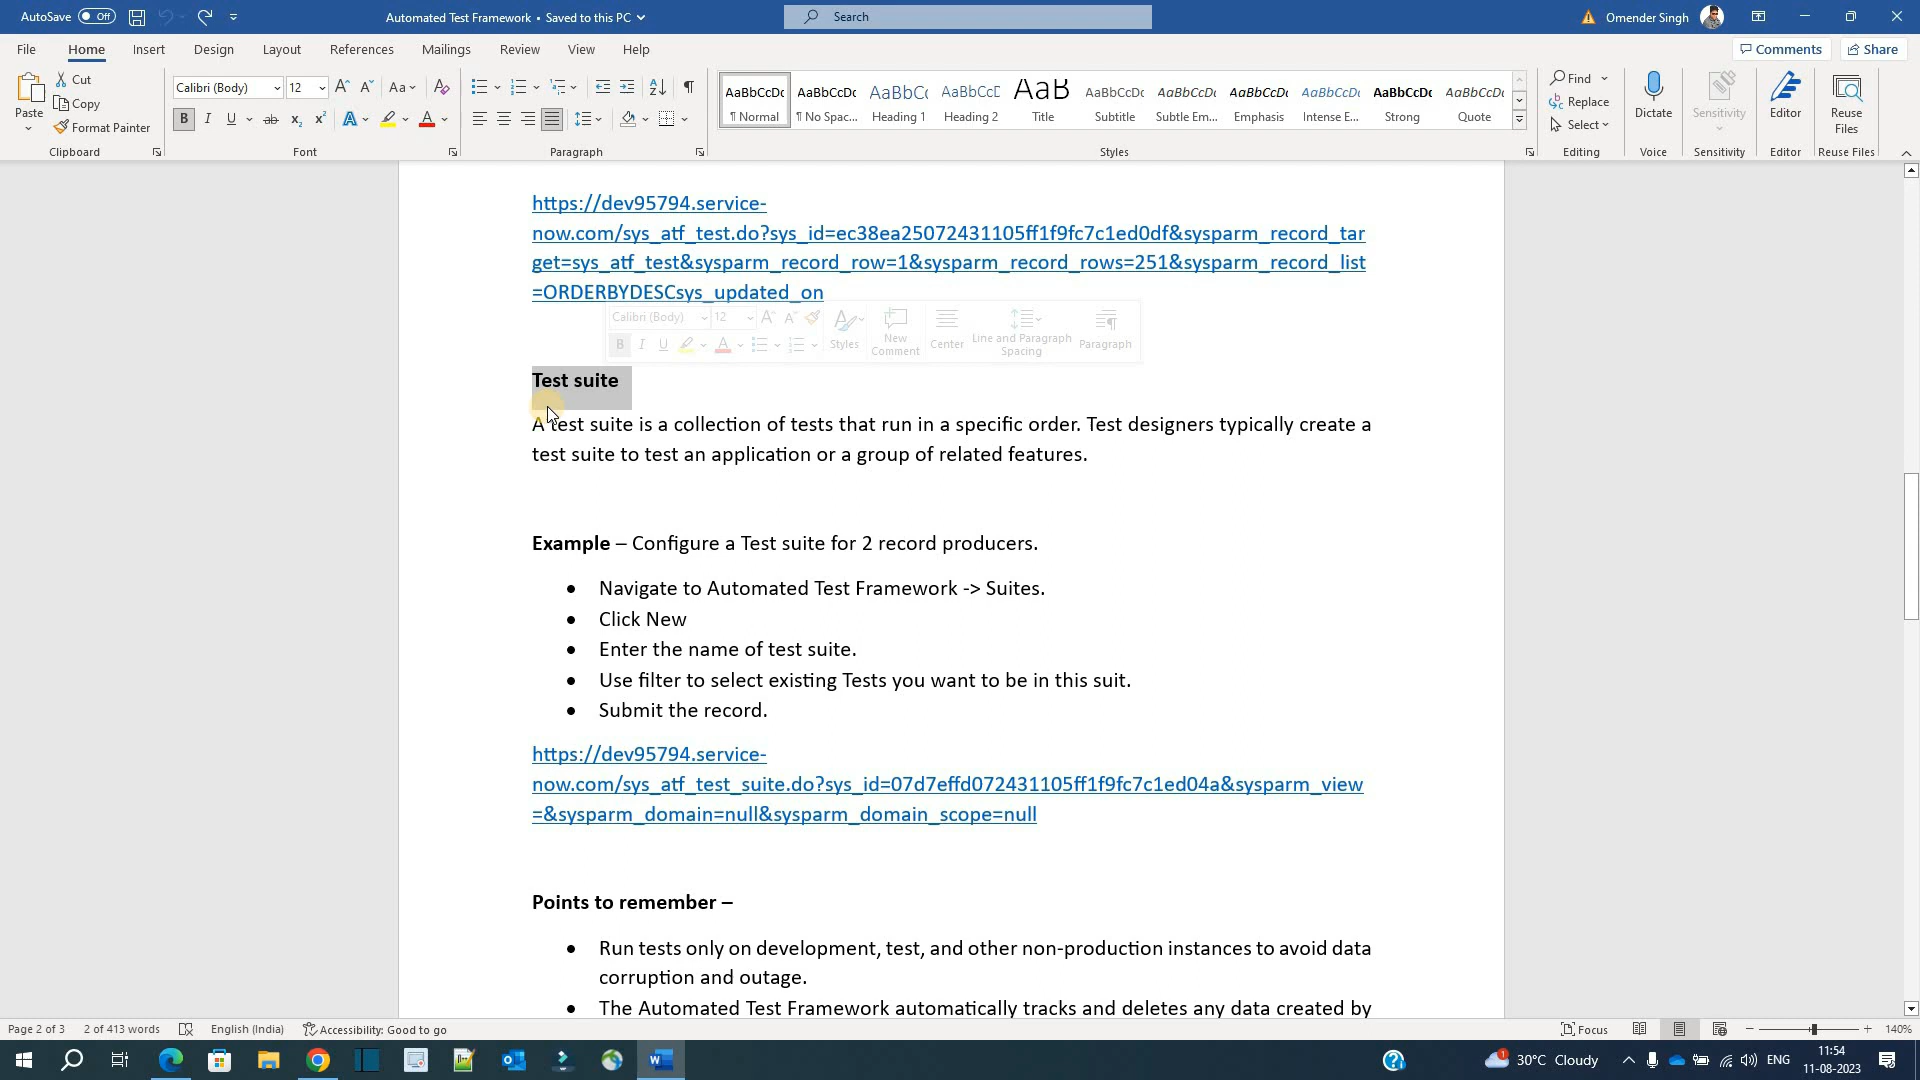 AutoSave Off
Automated Test Framework • Saved to this PC
Search
Omender Singh
File Home Insert Design Layout References Mailings Review View Help
Comments Share
Paste
Cut
Copy
Format Painter
Clipboard
Calibri (Body) 12
Font
Paragraph
AaBbCcDc AaBbCcDc AaBbCc AaBbCcD AaB AaBbCcDc AaBbCcDc AaBbCcDc AaBbCcDc AaBbCcDc AaBbCcDc
¶ Normal ¶ No Spac... Heading 1 Heading 2 Title Subtitle Subtle Em... Emphasis Intense E... Strong Quote
Styles
Find
Replace
Select
Editing
Dictate
Voice
Sensitivity
Sensitivity
Editor
Editor
Reuse
Files
Reuse Files
https://dev95794.service-
now.com/sys_atf_test.do?sys_id=ec38ea25072431105ff1f9fc7c1ed0df&sysparm_record_tar
get=sys_atf_test&sysparm_record_row=1&sysparm_record_rows=251&sysparm_record_list
=ORDERBYDESCsys_updated_on
Calibri (Body) 12
Styles
New
Comment
Center
Line and Paragraph
Spacing
Paragraph
Test suite
A test suite is a collection of tests that run in a specific order. Test designers typically create a
test suite to test an application or a group of related features.
Example – Configure a Test suite for 2 record producers.
• Navigate to Automated Test Framework -> Suites.
• Click New
• Enter the name of test suite.
• Use filter to select existing Tests you want to be in this suit.
• Submit the record.
https://dev95794.service-
now.com/sys_atf_test_suite.do?sys_id=07d7effd072431105ff1f9fc7c1ed04a&sysparm_view
=&sysparm_domain=null&sysparm_domain_scope=null
Points to remember –
• Run tests only on development, test, and other non-production instances to avoid data
corruption and outage.
• The Automated Test Framework automatically tracks and deletes any data created by
Page 2 of 3 2 of 413 words English (India) Accessibility: Good to go
Focus 140%
30°C Cloudy
ENG
11:54
11-08-2023